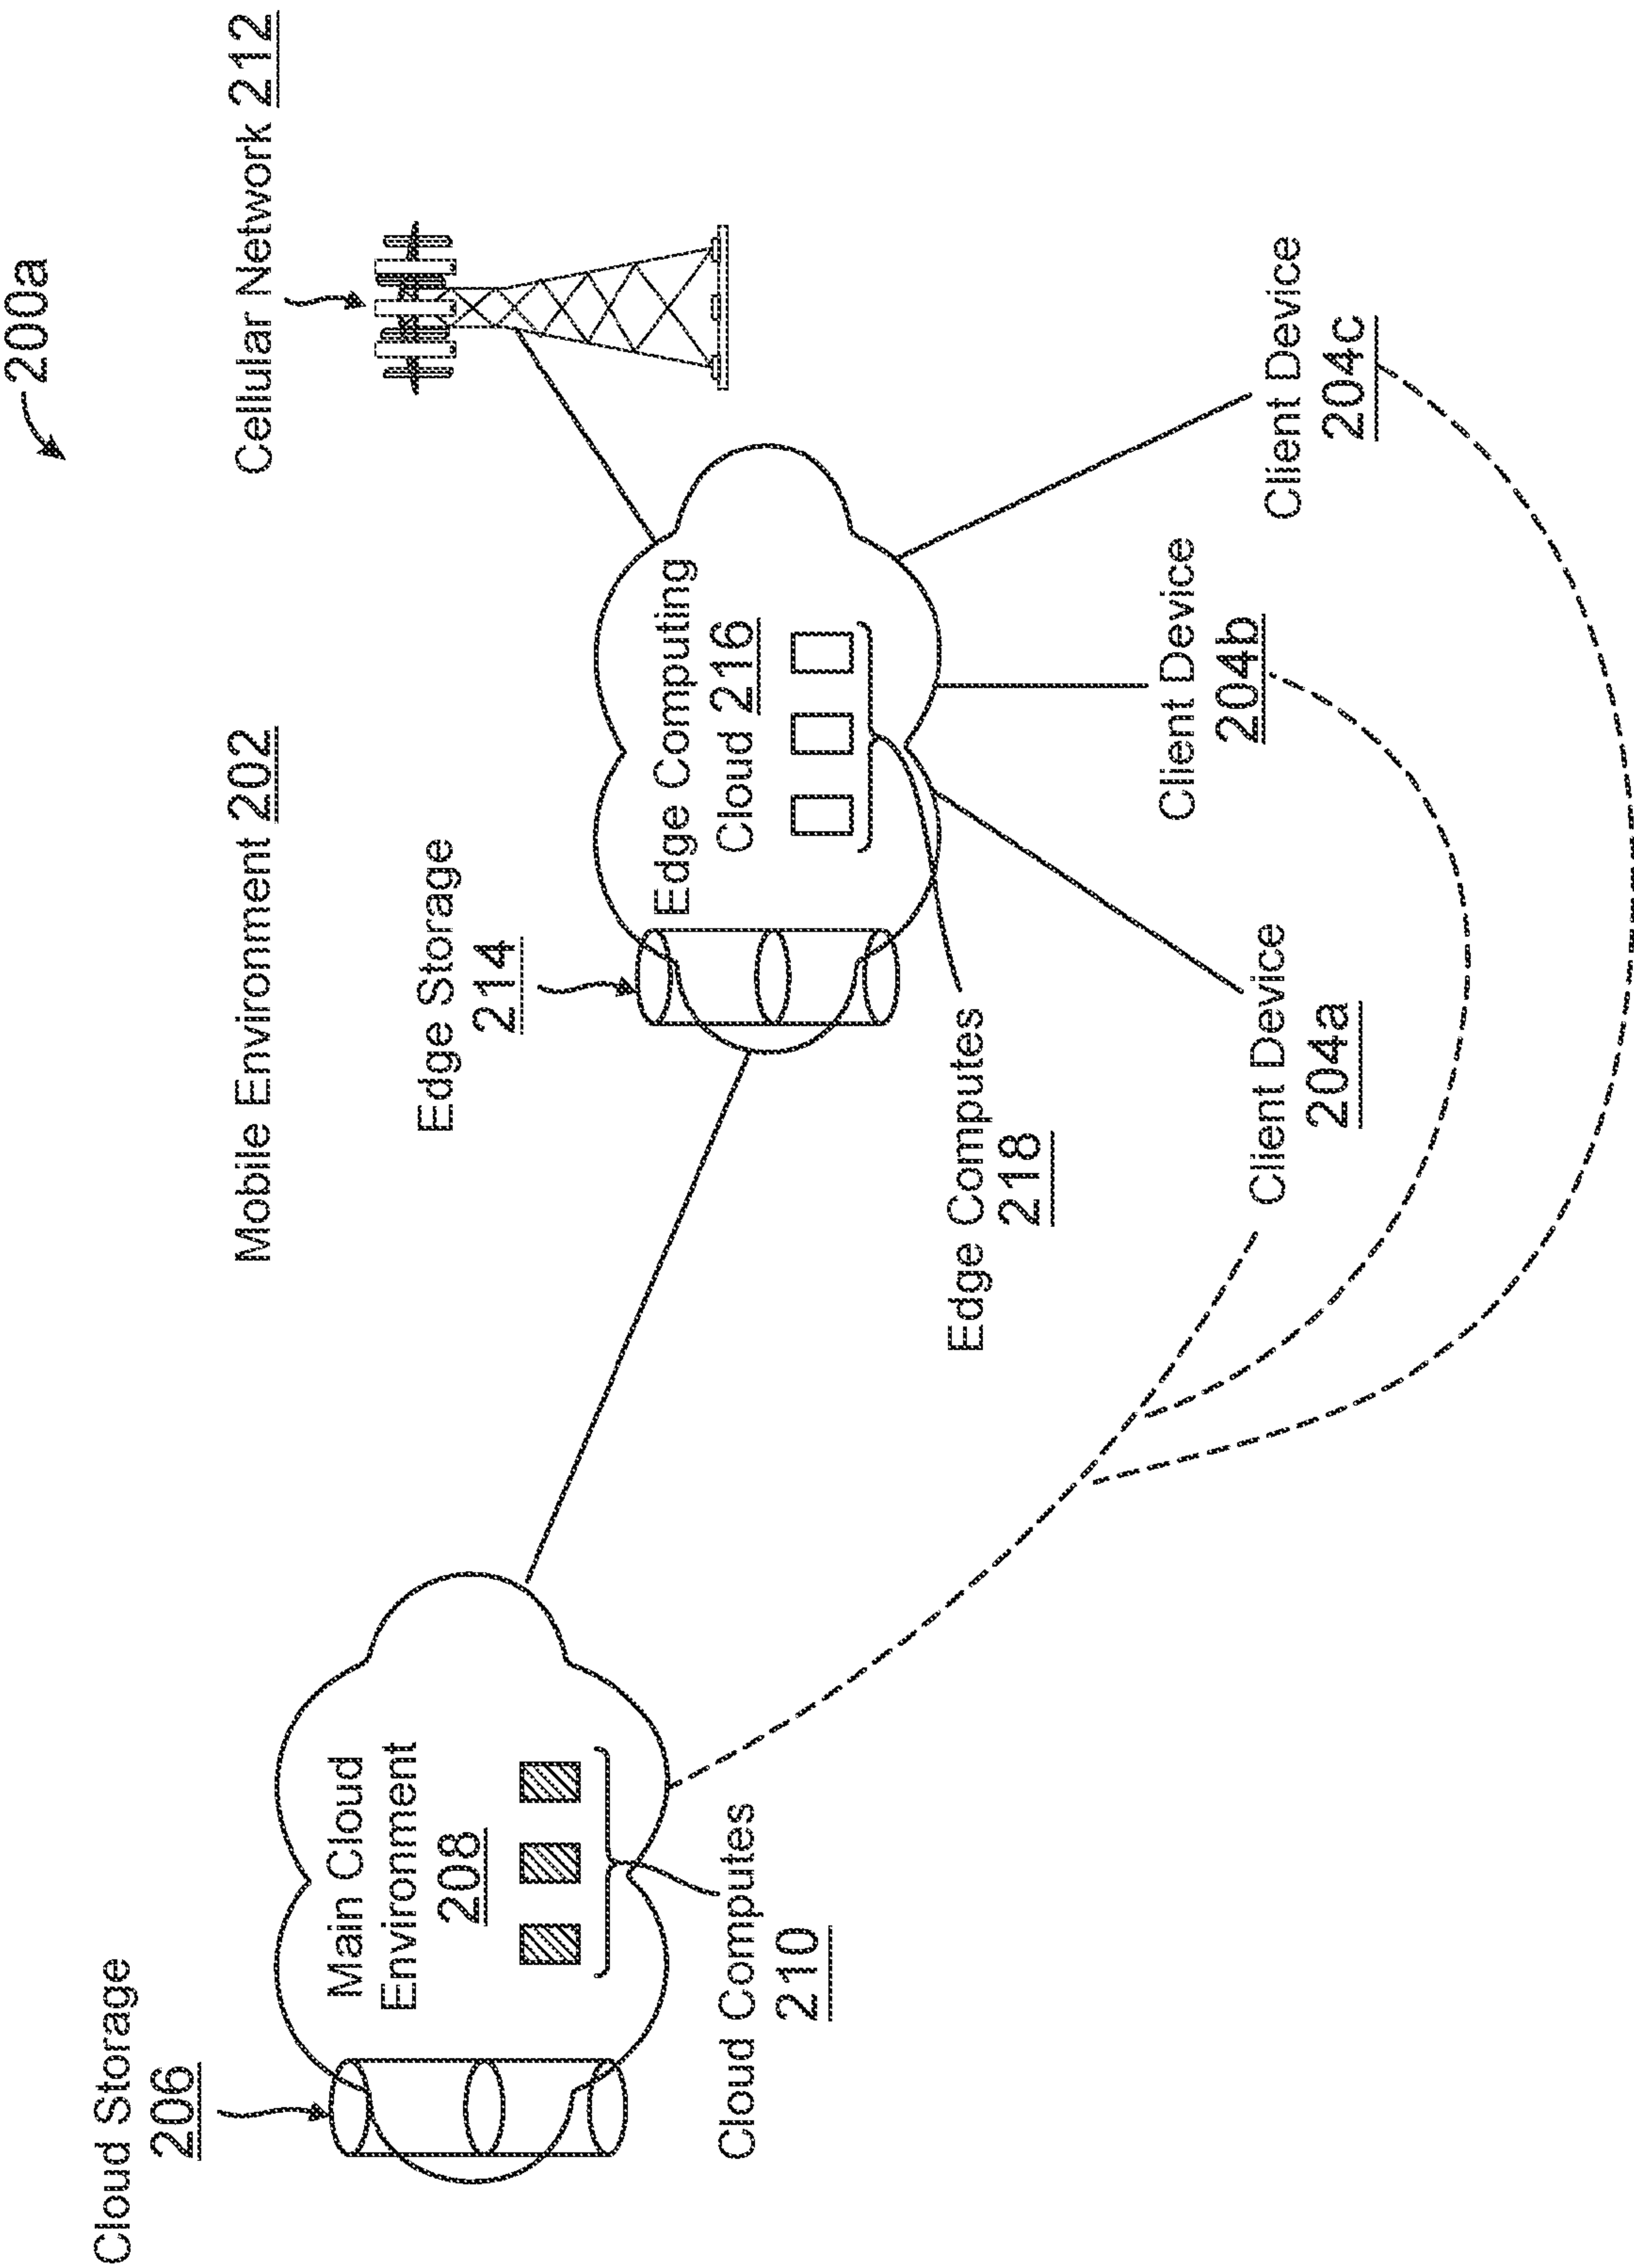 200a
Mobile Environment 202
Cellular Network 212
Cloud Storage
206
Main Cloud
Environment
208
Cloud Computes
210
Edge Storage
214
Edge Computing
Cloud 216
Edge Computes
218
Client Device
204a
Client Device
204b
Client Device
204c